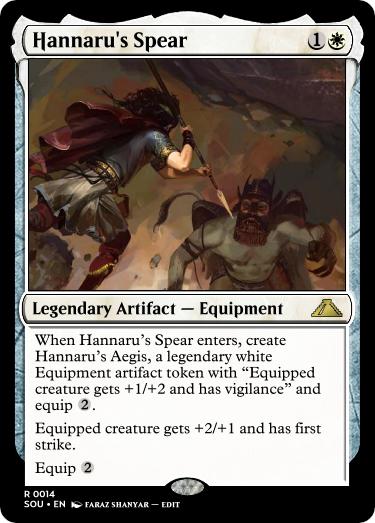 Hannaru's Spear 1
Legendary Artifact — Equipment
When Hannaru's Spear enters, create
Hannaru's Aegis, a legendary white
Equipment artifact token with “Equipped
creature gets +1/+2 and has vigilance” and
equip 2.
Equipped creature gets +2/+1 and has first
strike.
Equip 2
R 0014
SOU • EN FARAZ SHANYAR — EDIT